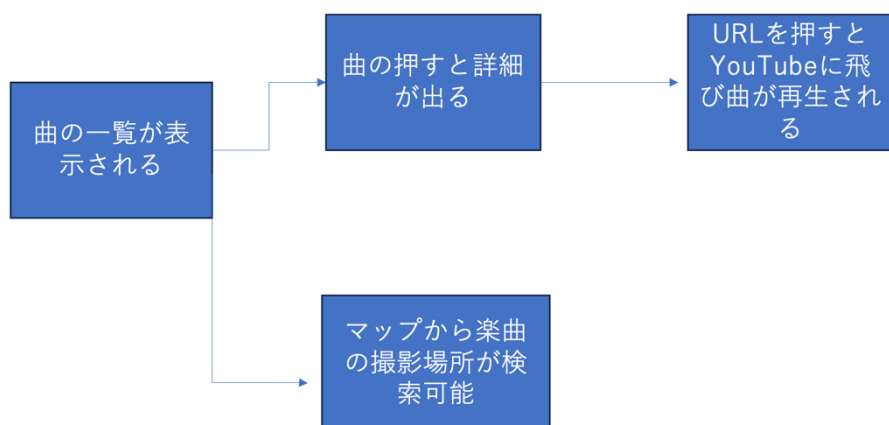 曲の一覧が表
示される
曲の押すと詳細
が出る
URLを押すと
YouTubeに飛
び曲が再生され
る
マップから楽曲
の撮影場所が検
索可能